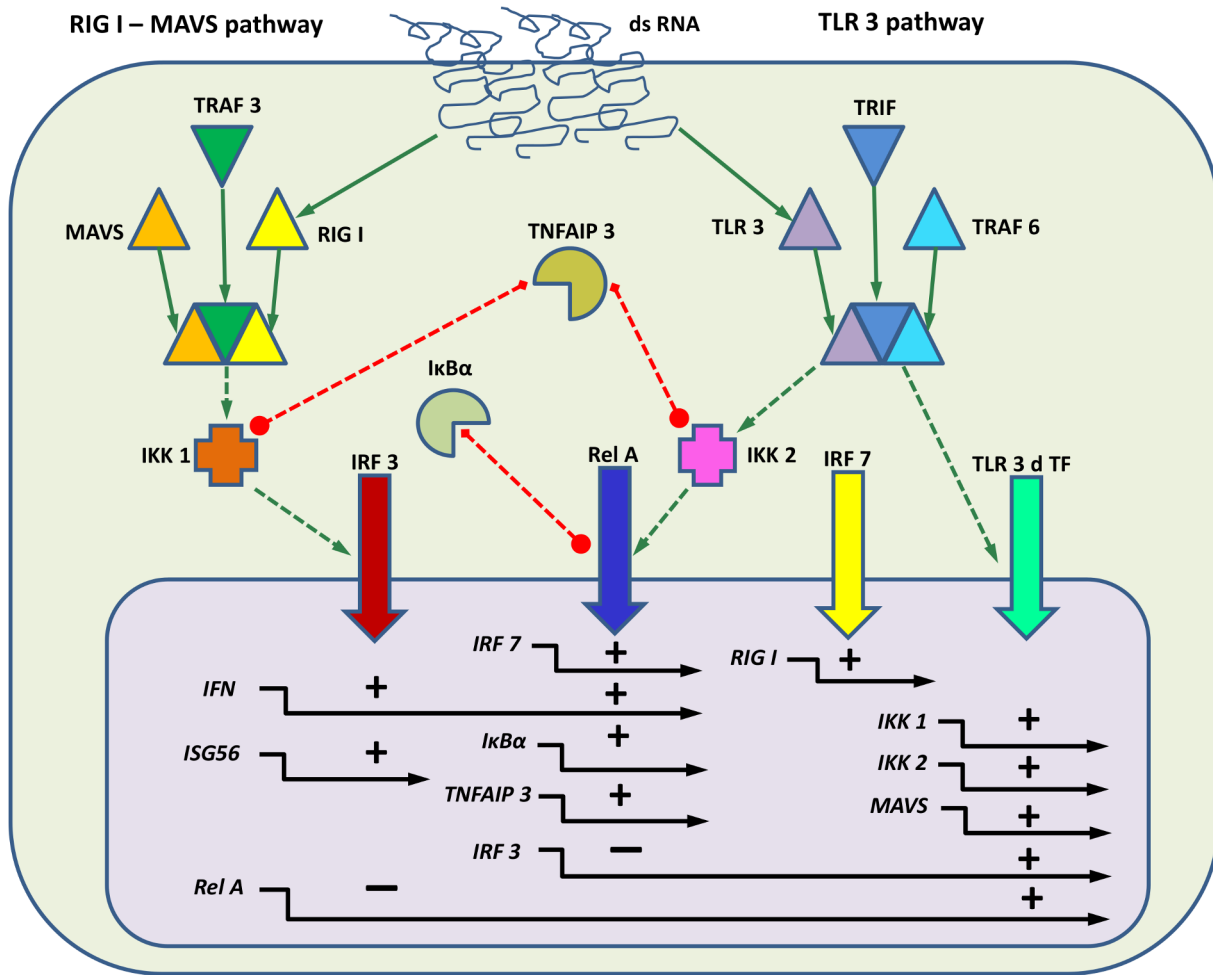 RIG I – MAVS pathway
ds RNA
TLR 3 pathway
TRAF 3
TRIF
MAVS
RIG I
TNFAIP 3
TLR 3
TRAF 6
IκBα
IKK 1
IRF 3
Rel A
IKK 2
IRF 7
TLR 3 d TF
IRF 7
+
RIG I
+
IFN
+
+
ISG56
+
IκBα
+
IKK 1
+
IKK 2
+
TNFAIP 3
+
MAVS
+
IRF 3
–
+
Rel A
–
+